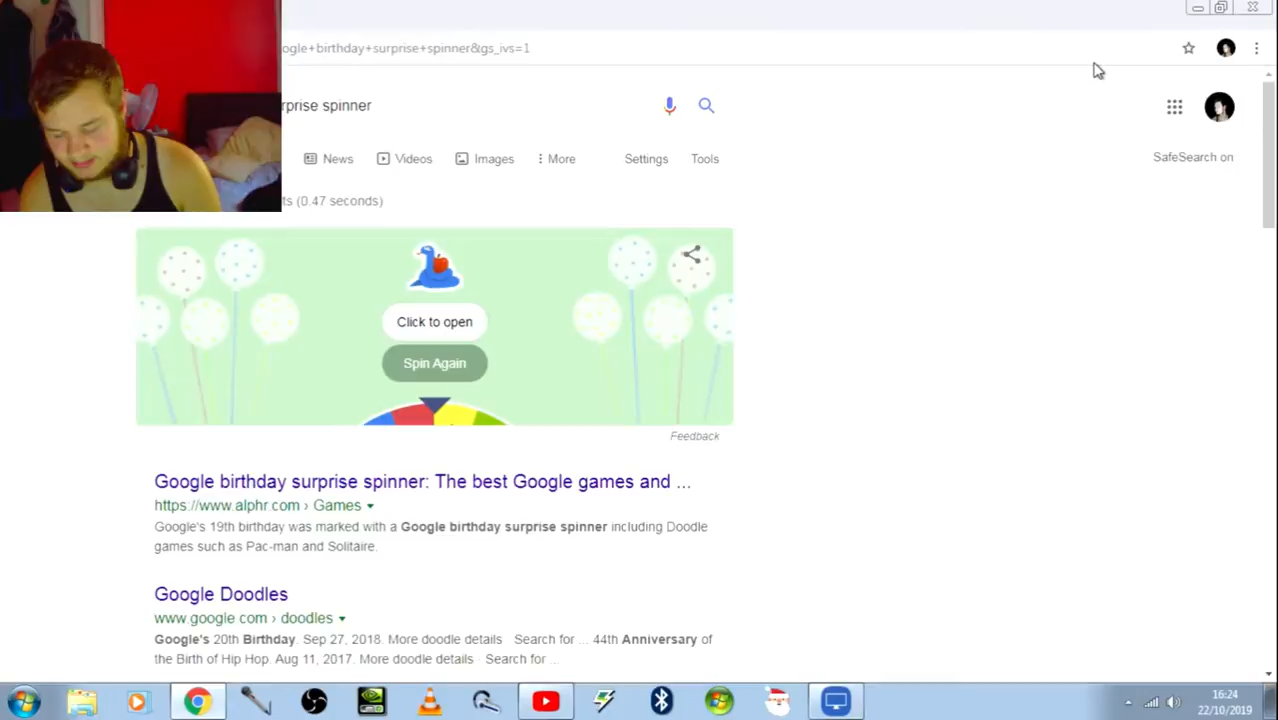 ogle+birthday+surprise+spinner&gs_ivs=1
rprise spinner
News Videos Images More Settings Tools
SafeSearch on
ts (0.47 seconds)
Click to open
Spin Again
Feedback
Google birthday surprise spinner: The best Google games and ...
https://www.alphr.com › Games
Google's 19th birthday was marked with a Google birthday surprise spinner including Doodle
games such as Pac-man and Solitaire.
Google Doodles
www.google.com › doodles
Google's 20th Birthday. Sep 27, 2018. More doodle details · Search for ... 44th Anniversary of
the Birth of Hip Hop. Aug 11, 2017. More doodle details · Search for ...
16:24
22/10/2019